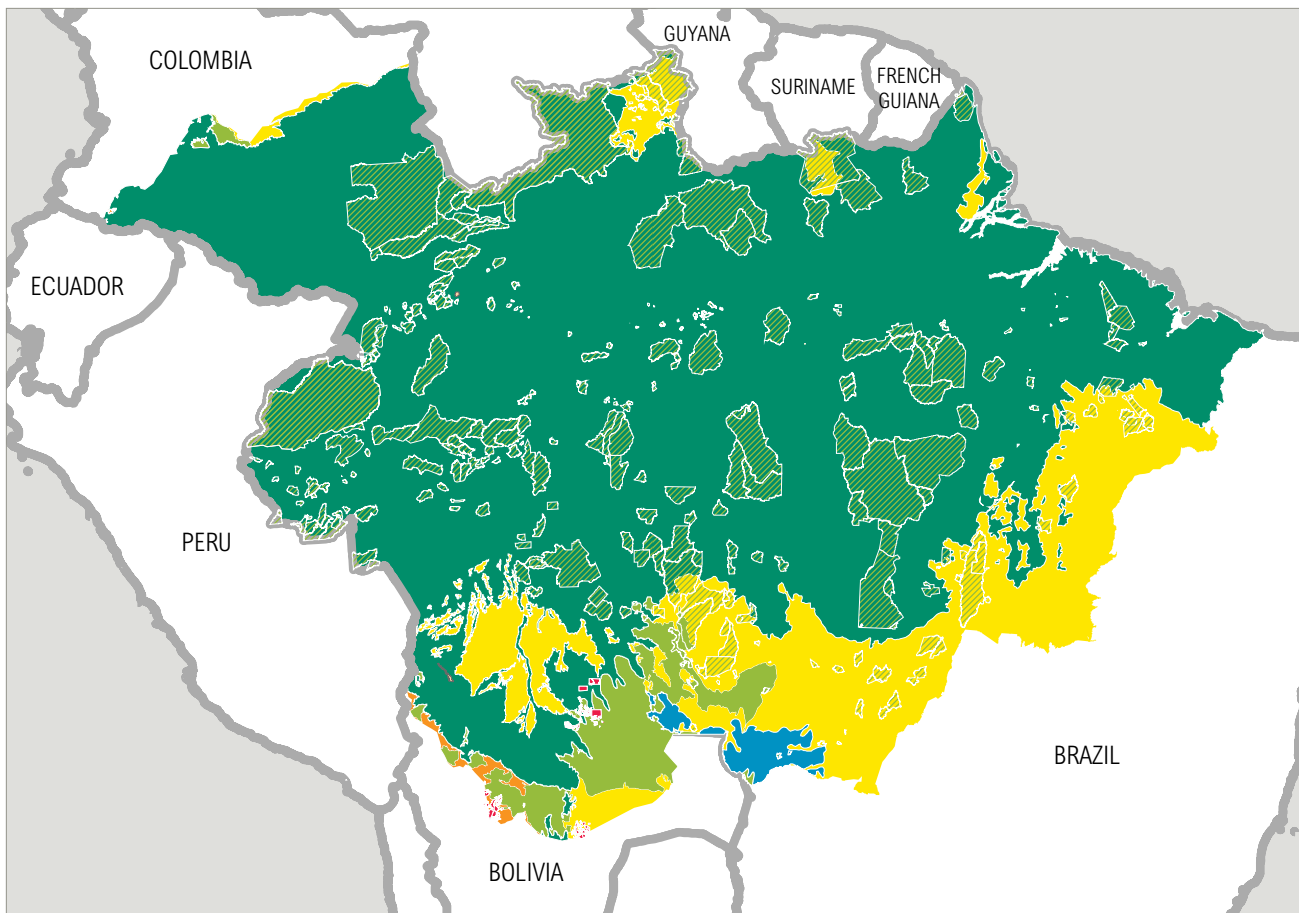 GUYANA
COLOMBIA
SURINAME
FRENCH
GUIANA
ECUADOR
PERU
BRAZIL
BOLIVIA